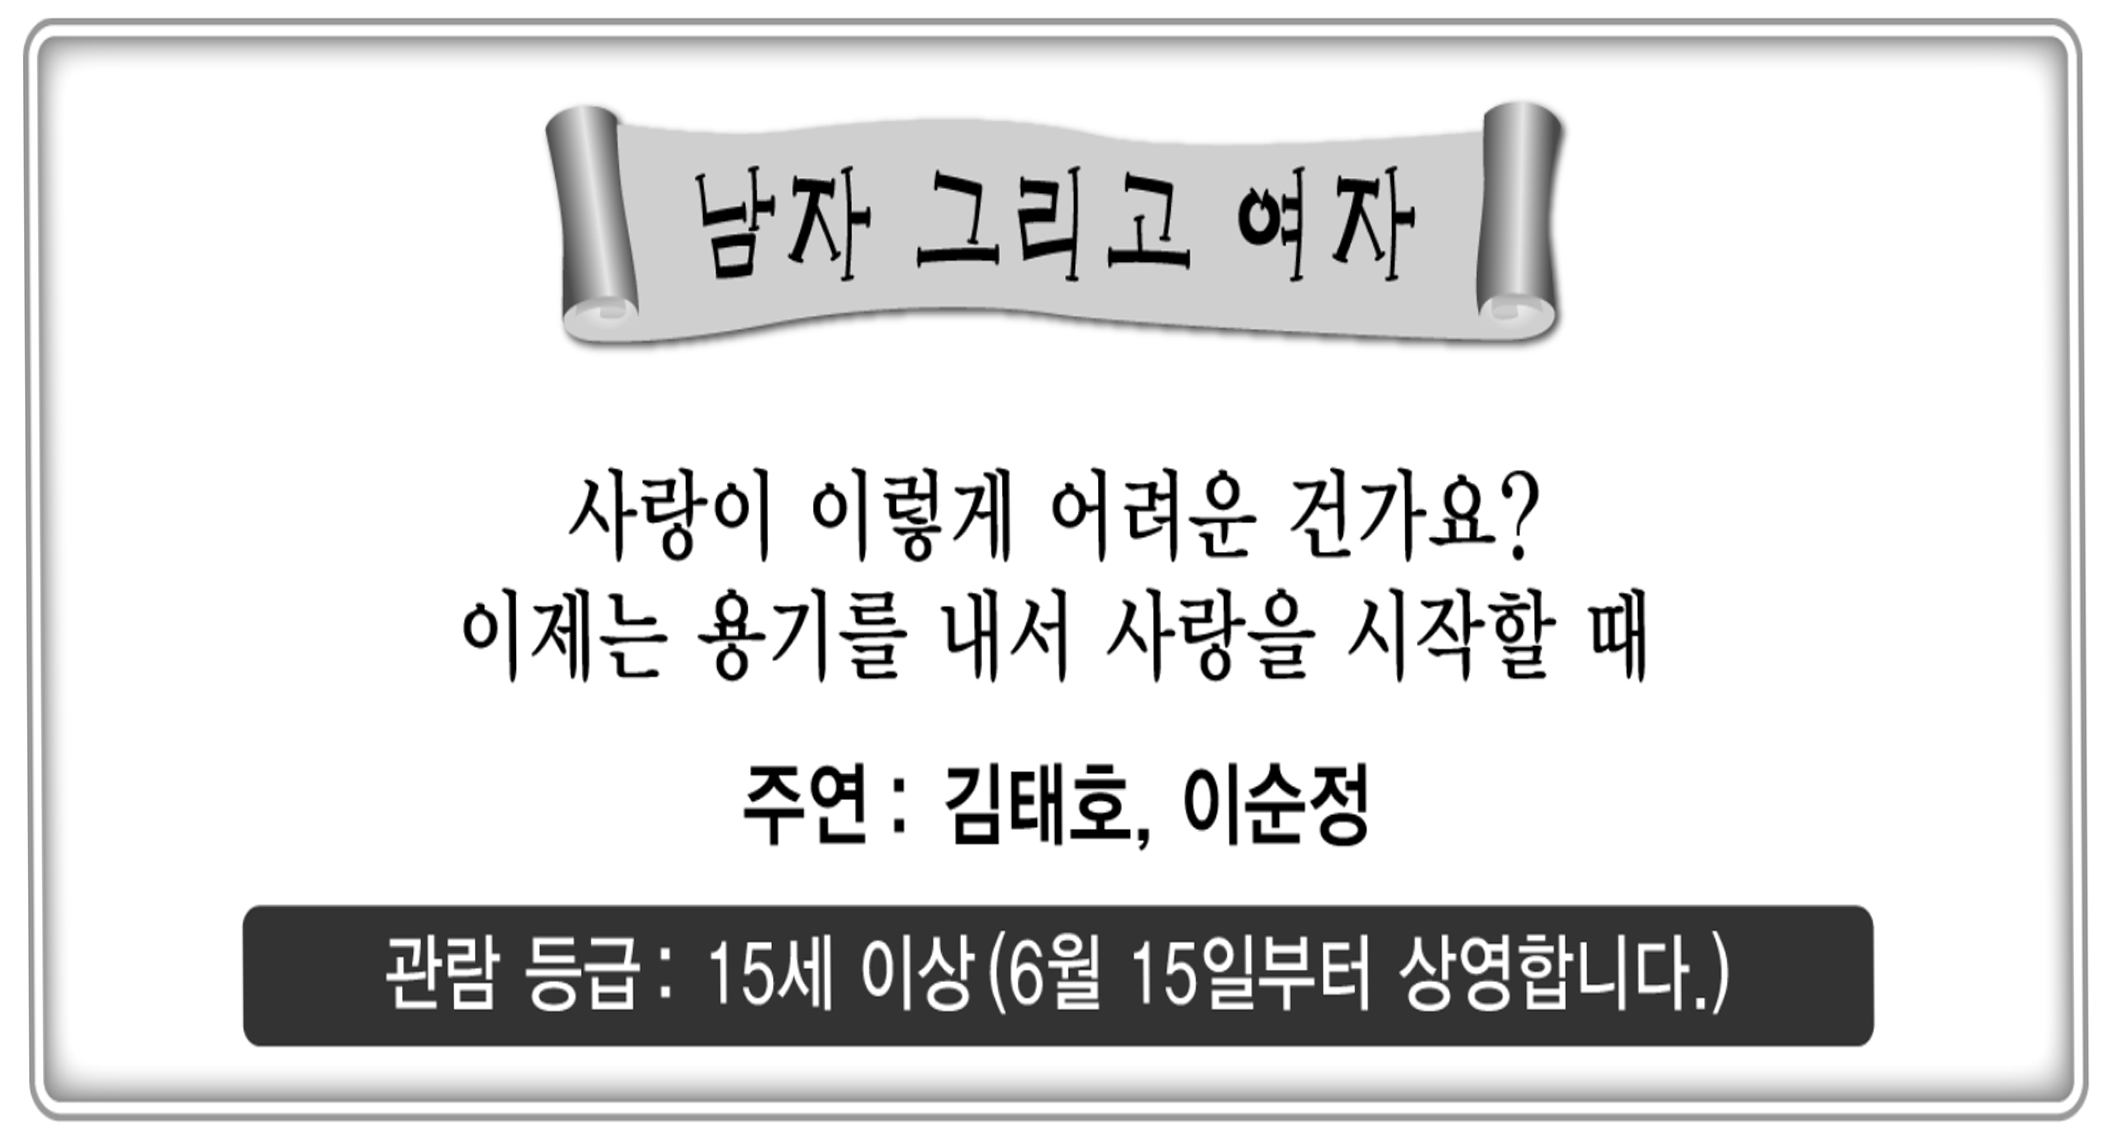 남자 그리고 여자
사랑이 이렇게 어려운 건가요?
이제는 용기를 내서 사랑을 시작할 때
주연: 김태호, 이순정
관람 등급: 15세 이상(6월 15일부터 상영합니다.)